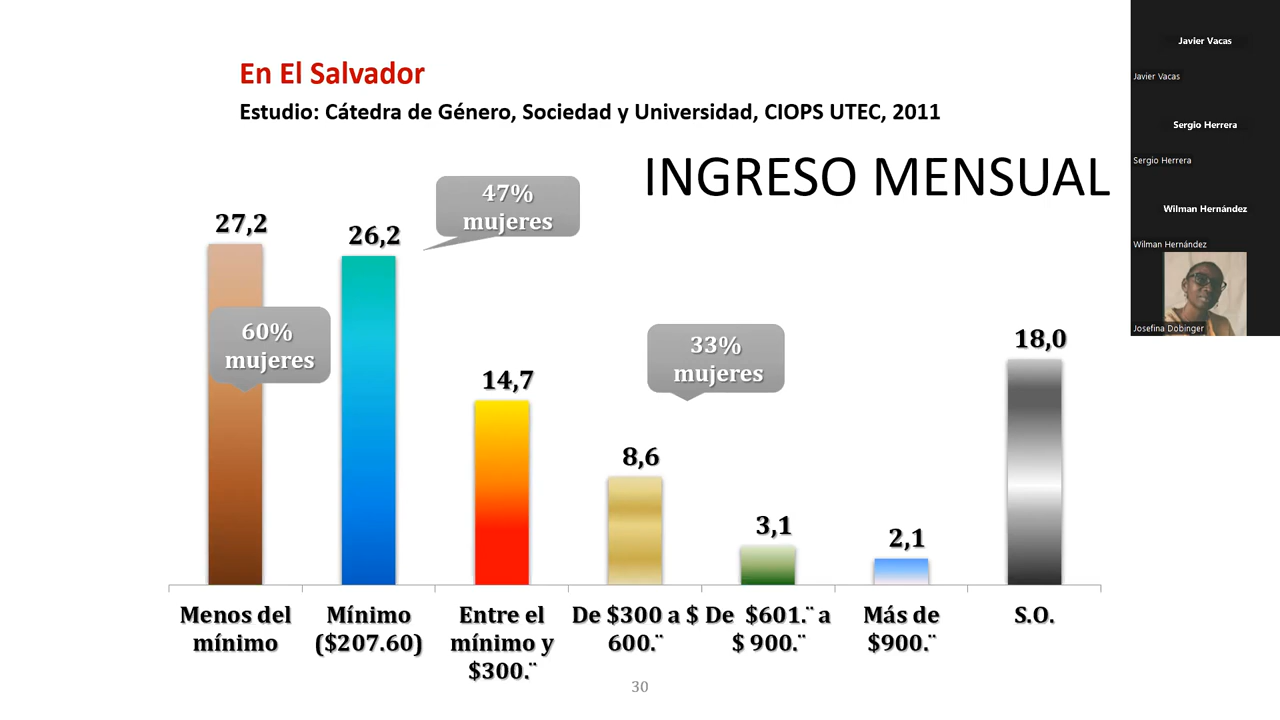 En El Salvador
Estudio: Cátedra de Género, Sociedad y Universidad, CIOPS UTEC, 2011
INGRESO MENSUAL
47%
mujeres
27,2
26,2
60%
mujeres
33%
mujeres
14,7
8,6
3,1
2,1
18,0
Menos del
mínimo
Mínimo
($207.60)
Entre el
mínimo y
$300.¨
De $300 a $
600.¨
De $601.¨ a
$ 900.¨
Más de
$900.¨
S.O.
30
Javier Vacas
Javier Vacas
Sergio Herrera
Sergio Herrera
Wilman Hernández
Wilman Hernández
Josefina Dobinger